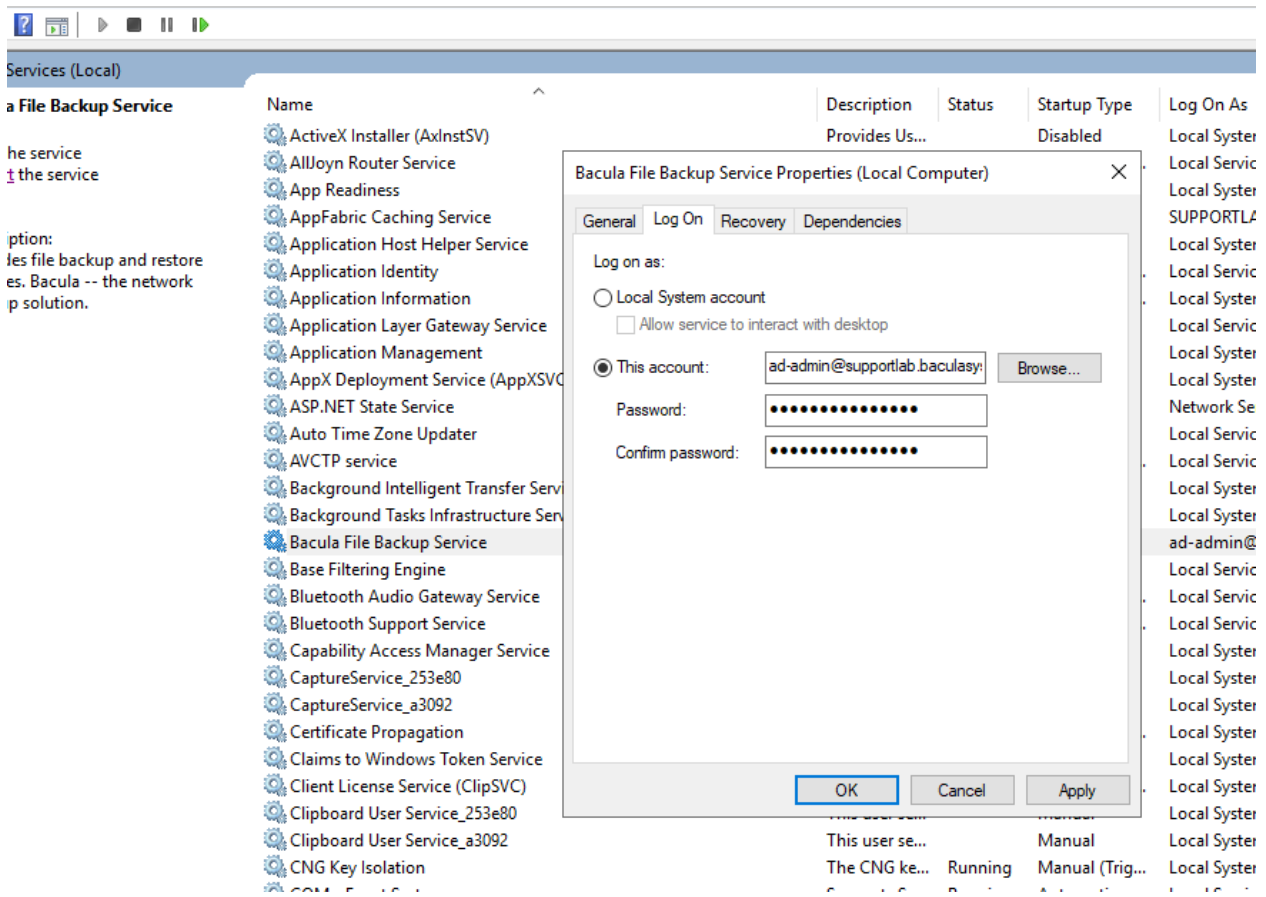 Services (Local)
a File Backup Service
he service
t the service
iption:
des file backup and restore
es. Bacula -- the network
p solution.
Name Description Status Startup Type Log On As
ActiveX Installer (AxInstSV) Provides Us... Disabled Local System
AllJoyn Router Service Local Servic
App Readiness Local Syster
AppFabric Caching Service SUPPORTLA
Application Host Helper Service Local Syster
Application Identity Local Servic
Application Information Local Syster
Application Layer Gateway Service Local Servic
Application Management Local Syster
AppX Deployment Service (AppXSVC Local Syster
ASP.NET State Service Network Se
Auto Time Zone Updater Local Servic
AVCTP service Local Servic
Background Intelligent Transfer Servi Local Syster
Background Tasks Infrastructure Serv Local Syster
Bacula File Backup Service ad-admin@
Base Filtering Engine Local Servic
Bluetooth Audio Gateway Service Local Servic
Bluetooth Support Service Local Servic
Capability Access Manager Service Local Syster
CaptureService_253e80 Local Syster
CaptureService_a3092 Local Syster
Certificate Propagation Local Syster
Claims to Windows Token Service Local Syster
Client License Service (ClipSVC) Local Syster
Clipboard User Service_253e80 Local Syster
Clipboard User Service_a3092 This user se... Manual Local Syster
CNG Key Isolation The CNG ke... Running Manual (Trig... Local Syster
Bacula File Backup Service Properties (Local Computer)
General Log On Recovery Dependencies
Log on as:
Local System account
Allow service to interact with desktop
This account: ad-admin@supportlab.baculasy Browse...
Password: ●●●●●●●●●●●●●●●
Confirm password: ●●●●●●●●●●●●●●●
OK Cancel Apply